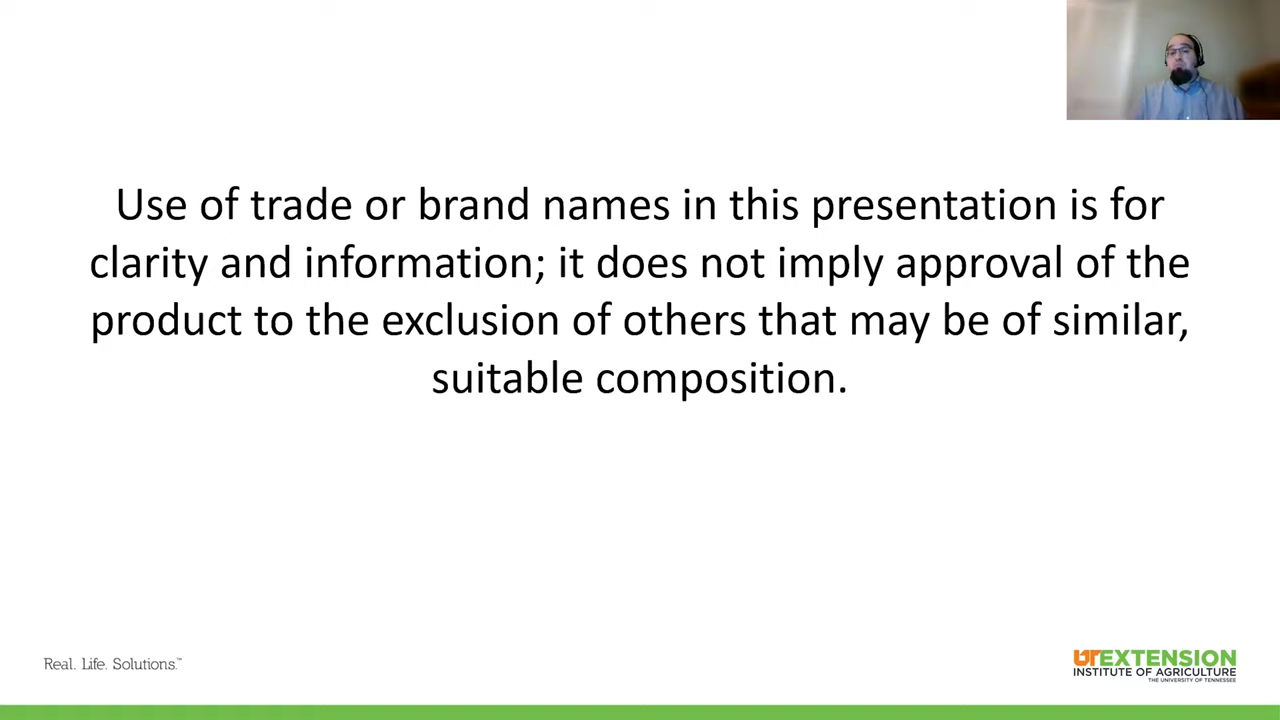 Use of trade or brand names in this presentation is for
clarity and information; it does not imply approval of the
product to the exclusion of others that may be of similar,
suitable composition.
Real. Life. Solutions.™
UT EXTENSION
INSTITUTE OF AGRICULTURE
THE UNIVERSITY OF TENNESSEE